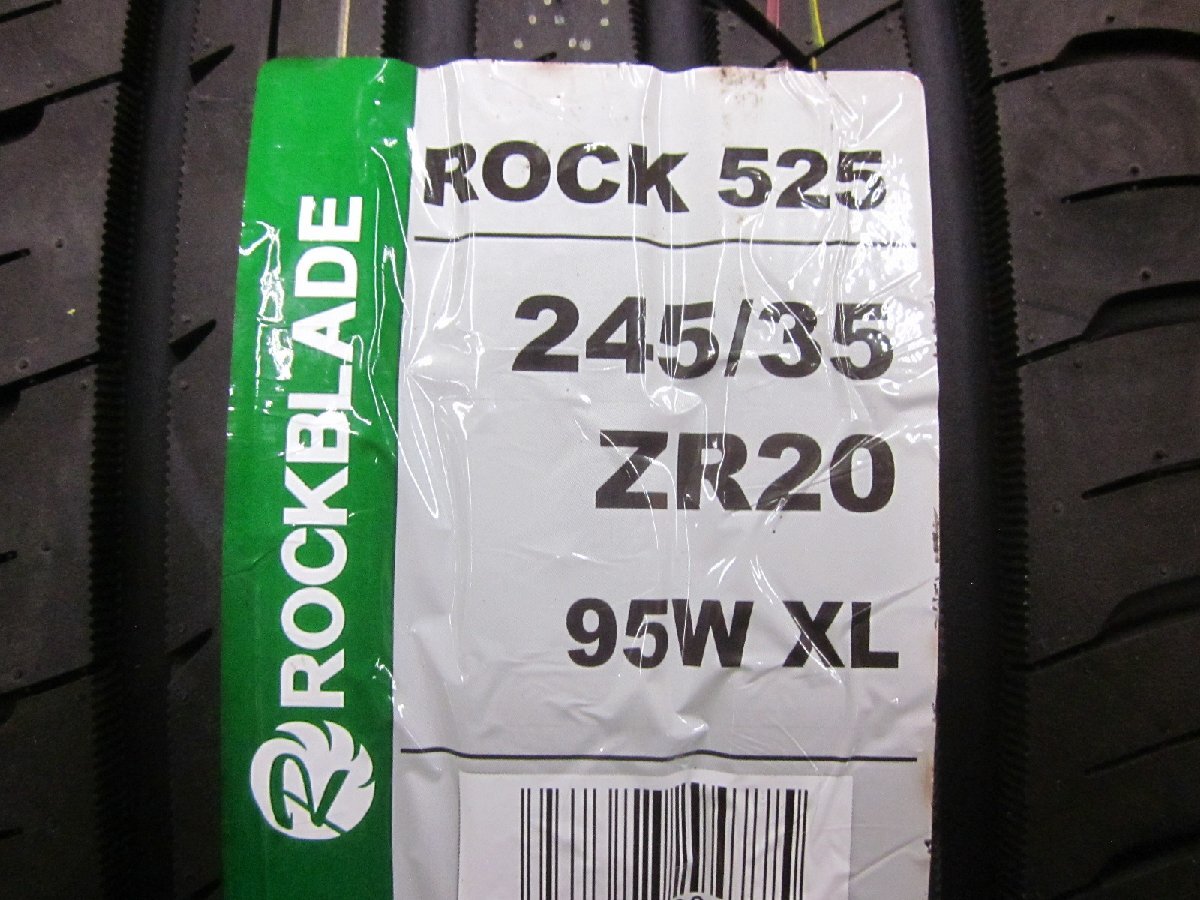 ROCKBLADE
ROCK 525
245/35
ZR20
95W XL